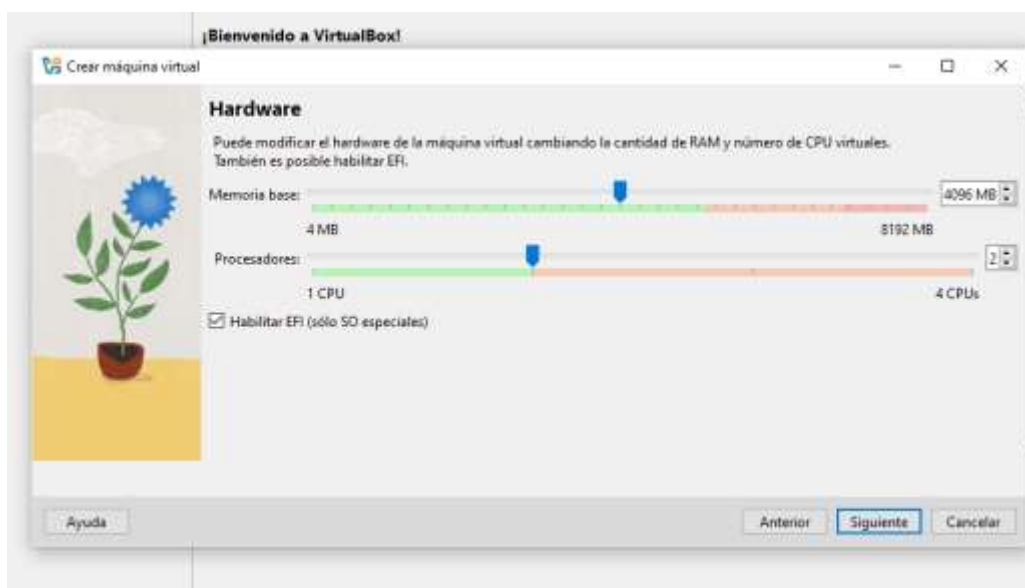 ¡Bienvenido a VirtualBox!
Crear máquina virtual
Hardware
Puede modificar el hardware de la máquina virtual cambiando la cantidad de RAM y número de CPU virtuales.
También es posible habilitar EFI.
Memoria base:
4096 MB
4 MB
8192 MB
Procesadores:
2
1 CPU
4 CPUs
Habilitar EFI (sólo SO especiales)
Ayuda
Anterior
Siguiente
Cancelar